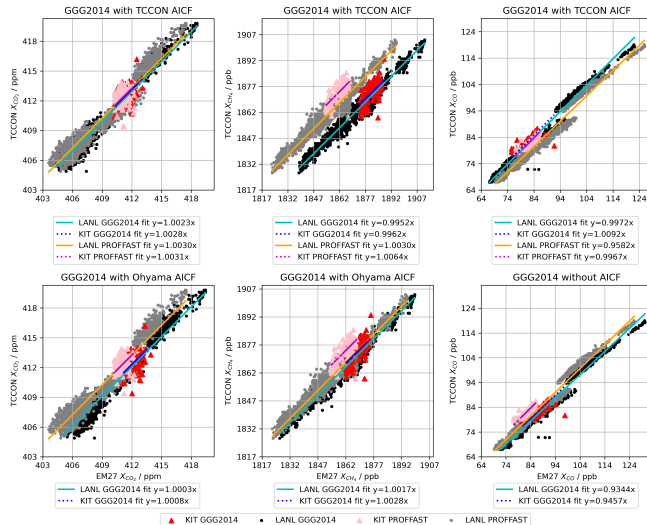 GGG2014 with TCCON AICF
GGG2014 with TCCON AICF
GGG2014 with TCCON AICF
TCCON X_CO₂ / ppm
418
415
412
409
406
403
403 406 409 412 415 418
TCCON X_CH₄ / ppb
1907
1892
1877
1862
1847
1832
1817
1817 1832 1847 1862 1877 1892 1907
TCCON X_CO / ppb
124
114
104
94
84
74
64
64 74 84 94 104 114 124
LANL GGG2014 fit y=1.0023x
KIT GGG2014 fit y=1.0028x
LANL PROFFAST fit y=1.0030x
KIT PROFFAST fit y=1.0031x
LANL GGG2014 fit y=0.9952x
KIT GGG2014 fit y=0.9962x
LANL PROFFAST fit y=1.0030x
KIT PROFFAST fit y=1.0064x
LANL GGG2014 fit y=0.9972x
KIT GGG2014 fit y=1.0092x
LANL PROFFAST fit y=0.9582x
KIT PROFFAST fit y=0.9967x
GGG2014 with Ohyama AICF
GGG2014 with Ohyama AICF
GGG2014 without AICF
TCCON X_CO₂ / ppm
418
415
412
409
406
403
403 406 409 412 415 418
EM27 X_CO₂ / ppm
TCCON X_CH₄ / ppb
1907
1892
1877
1862
1847
1832
1817
1817 1832 1847 1862 1877 1892 1907
EM27 X_CH₄ / ppb
TCCON X_CO / ppb
124
114
104
94
84
74
64
64 74 84 94 104 114 124
EM27 X_CO / ppb
LANL GGG2014 fit y=1.0003x
KIT GGG2014 fit y=1.0008x
LANL GGG2014 fit y=1.0017x
KIT GGG2014 fit y=1.0028x
LANL GGG2014 fit y=0.9344x
KIT GGG2014 fit y=0.9457x
KIT GGG2014 LANL GGG2014 KIT PROFFAST LANL PROFFAST